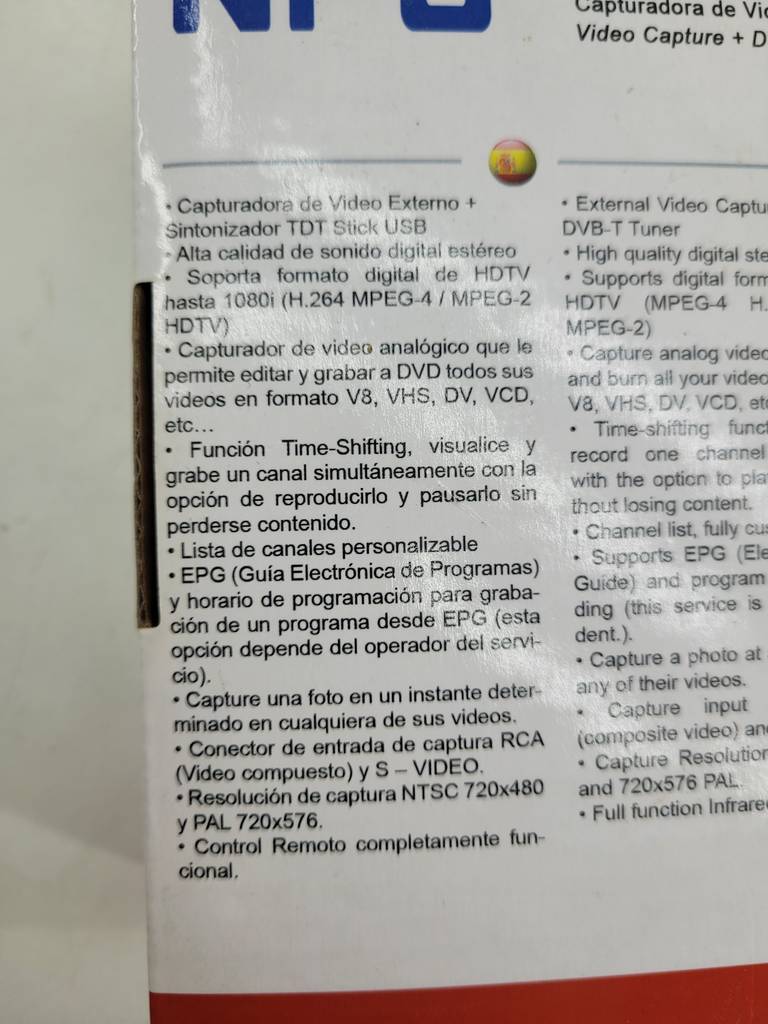 NPG
Capturadora de Vi
Video Capture + D
• Capturadora de Video Externo +
Sintonizador TDT Stick USB
• Alta calidad de sonido digital estéreo
• Soporta formato digital de HDTV
hasta 1080i (H.264 MPEG-4 / MPEG-2
HDTV)
• Capturador de video analógico que le
permite editar y grabar a DVD todos sus
videos en formato V8, VHS, DV, VCD,
etc...
• Función Time-Shifting, visualice y
grabe un canal simultáneamente con la
opción de reproducirlo y pausarlo sin
perderse contenido.
• Lista de canales personalizable
• EPG (Guía Electrónica de Programas)
y horario de programación para graba-
ción de un programa desde EPG (esta
opción depende del operador del servi-
cio).
• Capture una foto en un instante deter-
minado en cualquiera de sus videos.
• Conector de entrada de captura RCA
(Video compuesto) y S – VIDEO.
• Resolución de captura NTSC 720x480
y PAL 720x576.
• Control Remoto completamente fun-
cional.
• External Video Captu
DVB-T Tuner
• High quality digital ste
• Supports digital form
HDTV (MPEG-4 H.
MPEG-2)
• Capture analog video
and burn all your video
V8, VHS, DV, VCD, etc
• Time-shifting funct
record one channel
with the option to pla
thout losing content.
• Channel list, fully cus
• Supports EPG (Ele
Guide) and program
ding (this service is
dent.).
• Capture a photo at
any of their videos.
• Capture input
(composite video) and
• Capture Resolution
and 720x576 PAL.
• Full function Infrared